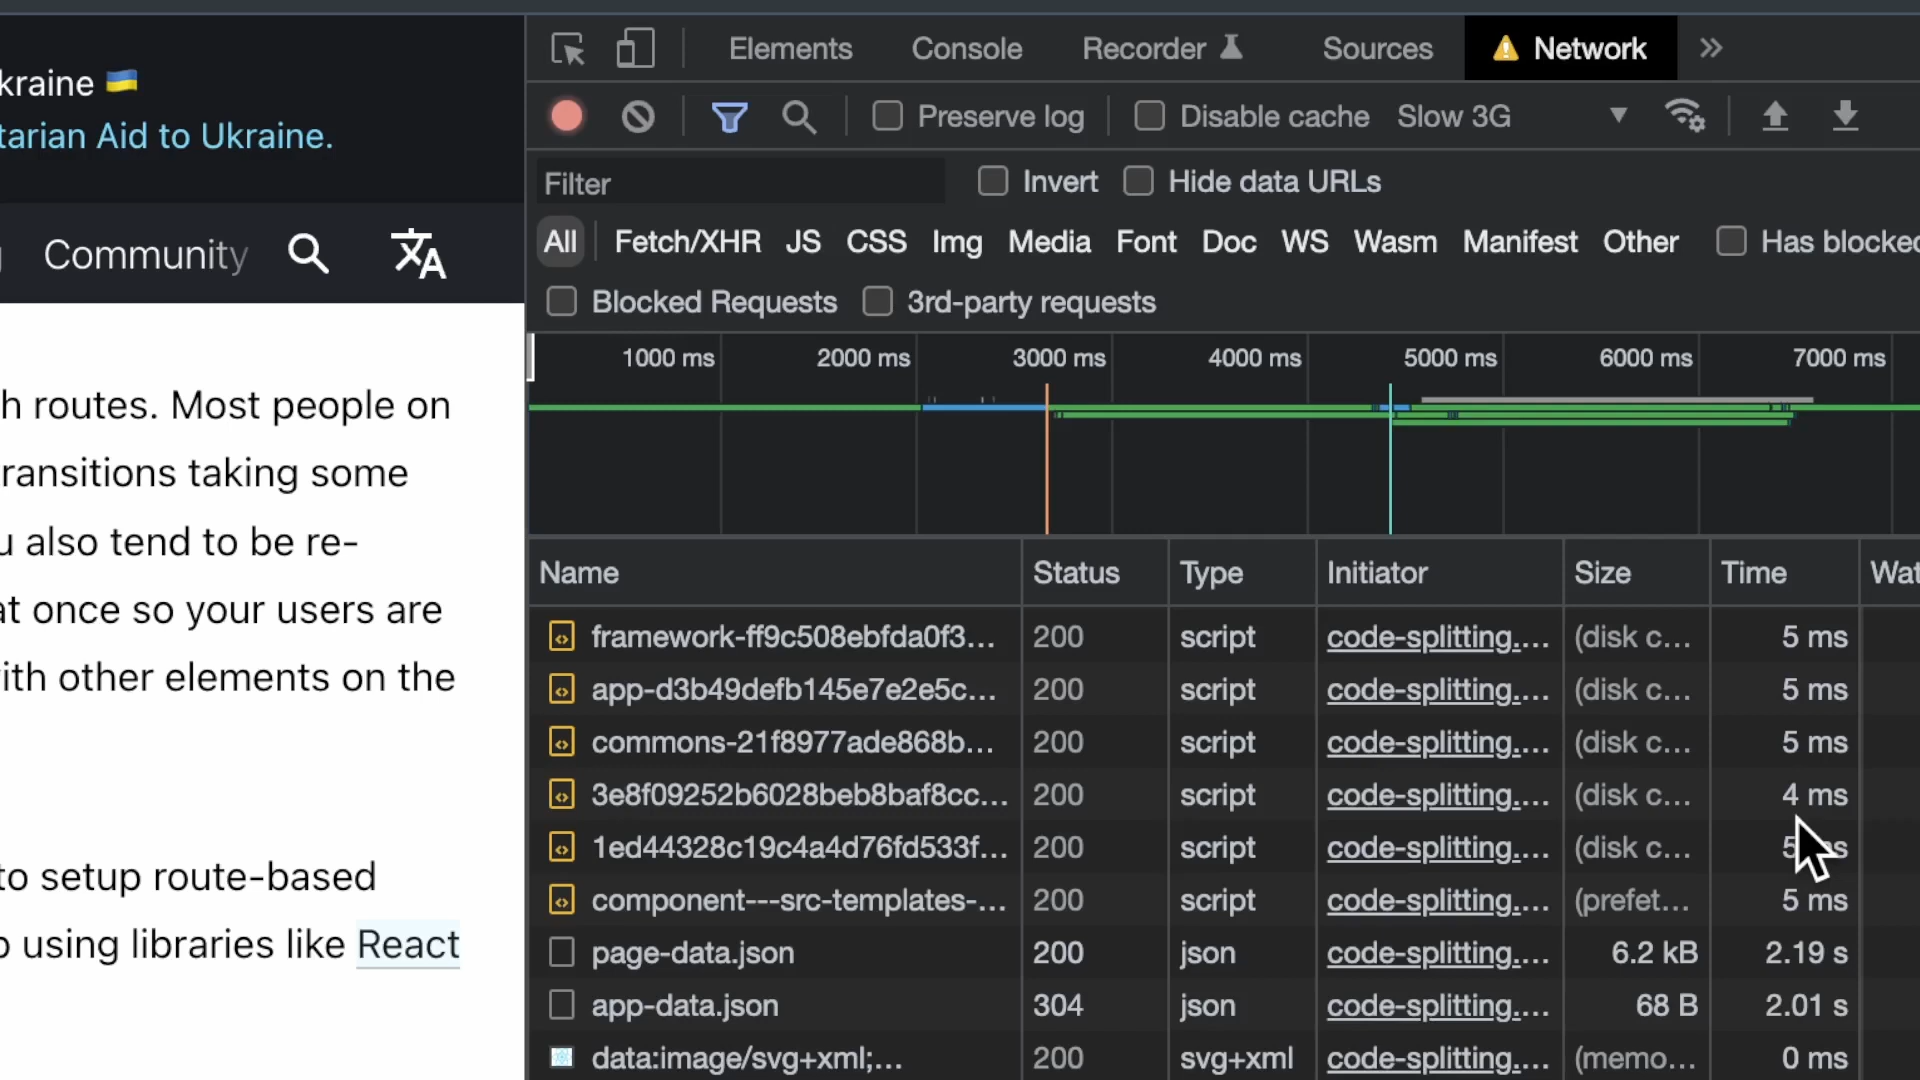 kraine 🇺🇦
tarian Aid to Ukraine.
Community
h routes. Most people on
ransitions taking some
u also tend to be re-
at once so your users are
ith other elements on the
to setup route-based
using libraries like React
Elements Console Recorder Sources Network
Preserve log Disable cache Slow 3G
Filter Invert Hide data URLs
All Fetch/XHR JS CSS Img Media Font Doc WS Wasm Manifest Other Has blocked
Blocked Requests 3rd-party requests
1000 ms 2000 ms 3000 ms 4000 ms 5000 ms 6000 ms 7000 ms
Name Status Type Initiator Size Time Wat
framework-ff9c508ebfda0f3... 200 script code-splitting.... (disk c... 5 ms
app-d3b49defb145e7e2e5c... 200 script code-splitting.... (disk c... 5 ms
commons-21f8977ade868b... 200 script code-splitting.... (disk c... 5 ms
3e8f09252b6028beb8baf8cc... 200 script code-splitting.... (disk c... 4 ms
1ed44328c19c4a4d76fd533f... 200 script code-splitting.... (disk c...
component---src-templates-... 200 script code-splitting.... (prefet... 5 ms
page-data.json 200 json code-splitting.... 6.2 kB 2.19 s
app-data.json 304 json code-splitting.... 68 B 2.01 s
data:image/svg+xml;... 200 svg+xml code-splitting.... (memo... 0 ms